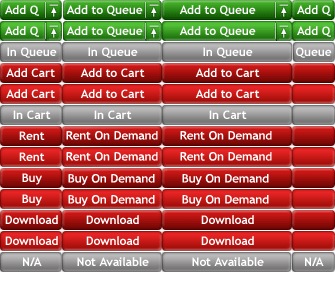 Add Q Add to Queue Add to Queue Add Q
Add Q Add to Queue Add to Queue Add Q
In Queue In Queue In Queue Queue
Add Cart Add to Cart Add to Cart
Add Cart Add to Cart Add to Cart
In Cart In Cart In Cart
Rent Rent On Demand Rent On Demand
Rent Rent On Demand Rent On Demand
Buy Buy On Demand Buy On Demand
Buy Buy On Demand Buy On Demand
Download Download Download
Download Download Download
N/A Not Available Not Available N/A